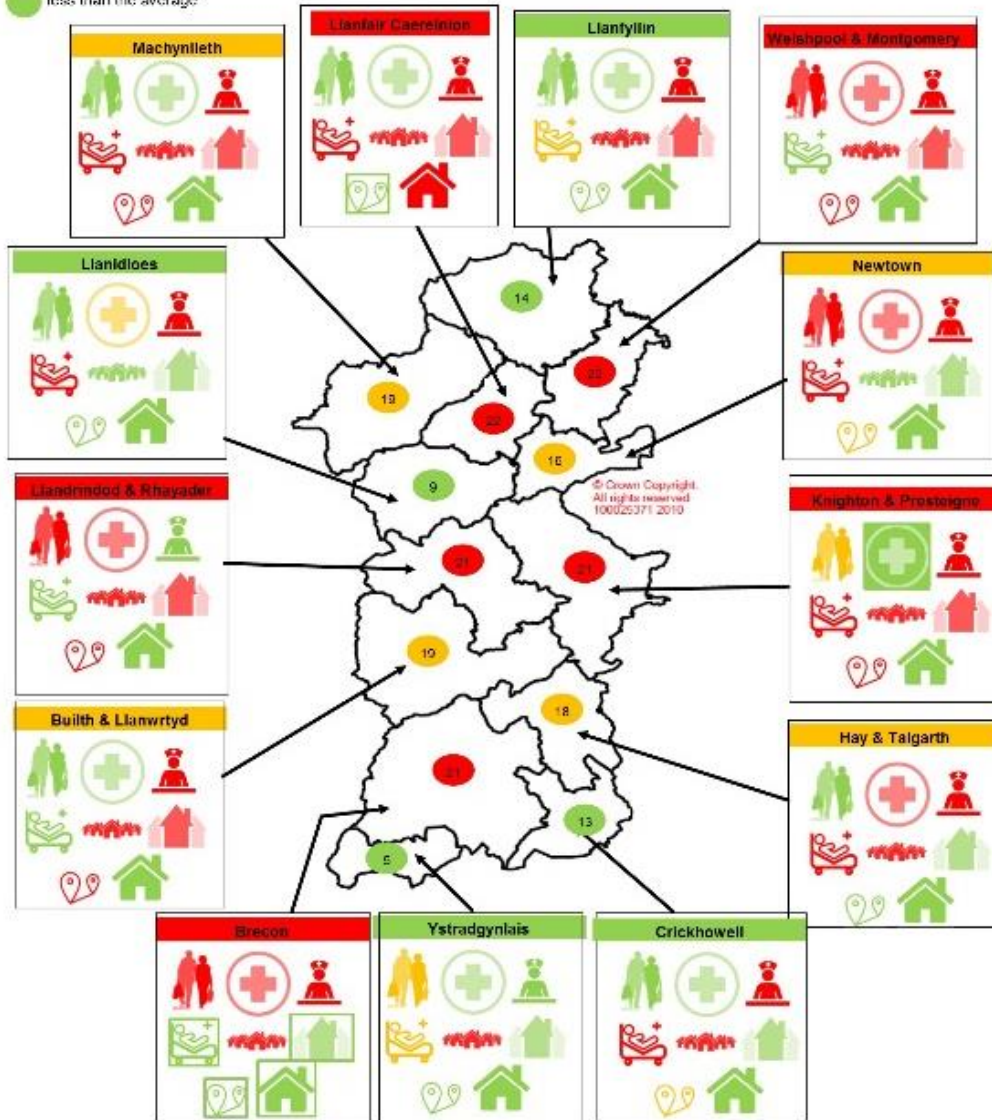 less than the average
Machynlleth
Llanfair Caereinion
Llanfyllin
Welshpool & Montgomery
Llanidloes
Newtown
14
22
19
22
16
9
© Crown Copyright.
All rights reserved
100025371 2010
Llandrindod & Rhayader
Knighton & Presteigne
21
21
19
Builth & Llanwrtyd
18
Hay & Talgarth
21
13
5
Brecon
Ystradgynlais
Crickhowell